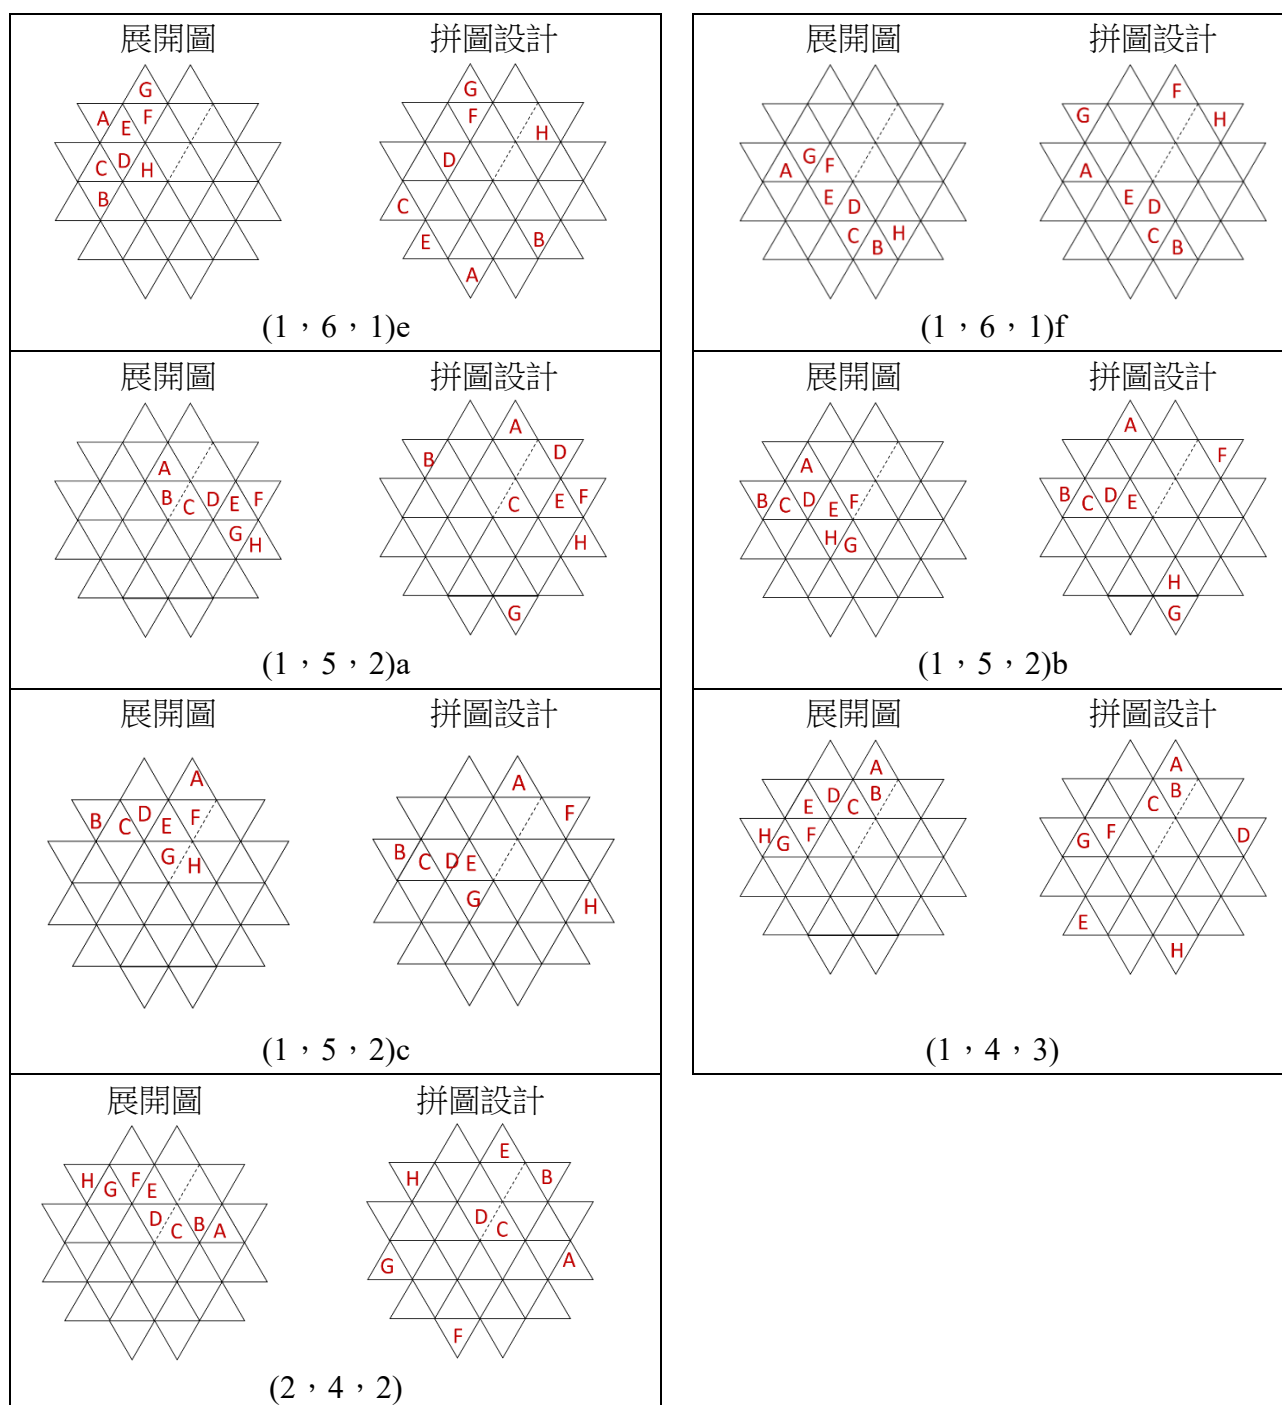 展開圖 拼圖設計
G G
A E F F H
C D H D
B C
E B
A
(1，6，1)e
展開圖 拼圖設計
F
G H
A G F A
E D E D
C B H C B
(1，6，1)f
展開圖 拼圖設計
A
A B D
B C D E F C E F
G H H
G
(1，5，2)a
展開圖 拼圖設計
A
A F
B C D E F B C D E
H G
H
G
(1，5，2)b
展開圖 拼圖設計
A A
B C D E F F
G H B C D E
G H
(1，5，2)c
展開圖 拼圖設計
A A
E D C B C B
H G F G F D
E
H
(1，4，3)
展開圖 拼圖設計
E
H G F E H B
D C B A D C
G A
F
(2，4，2)